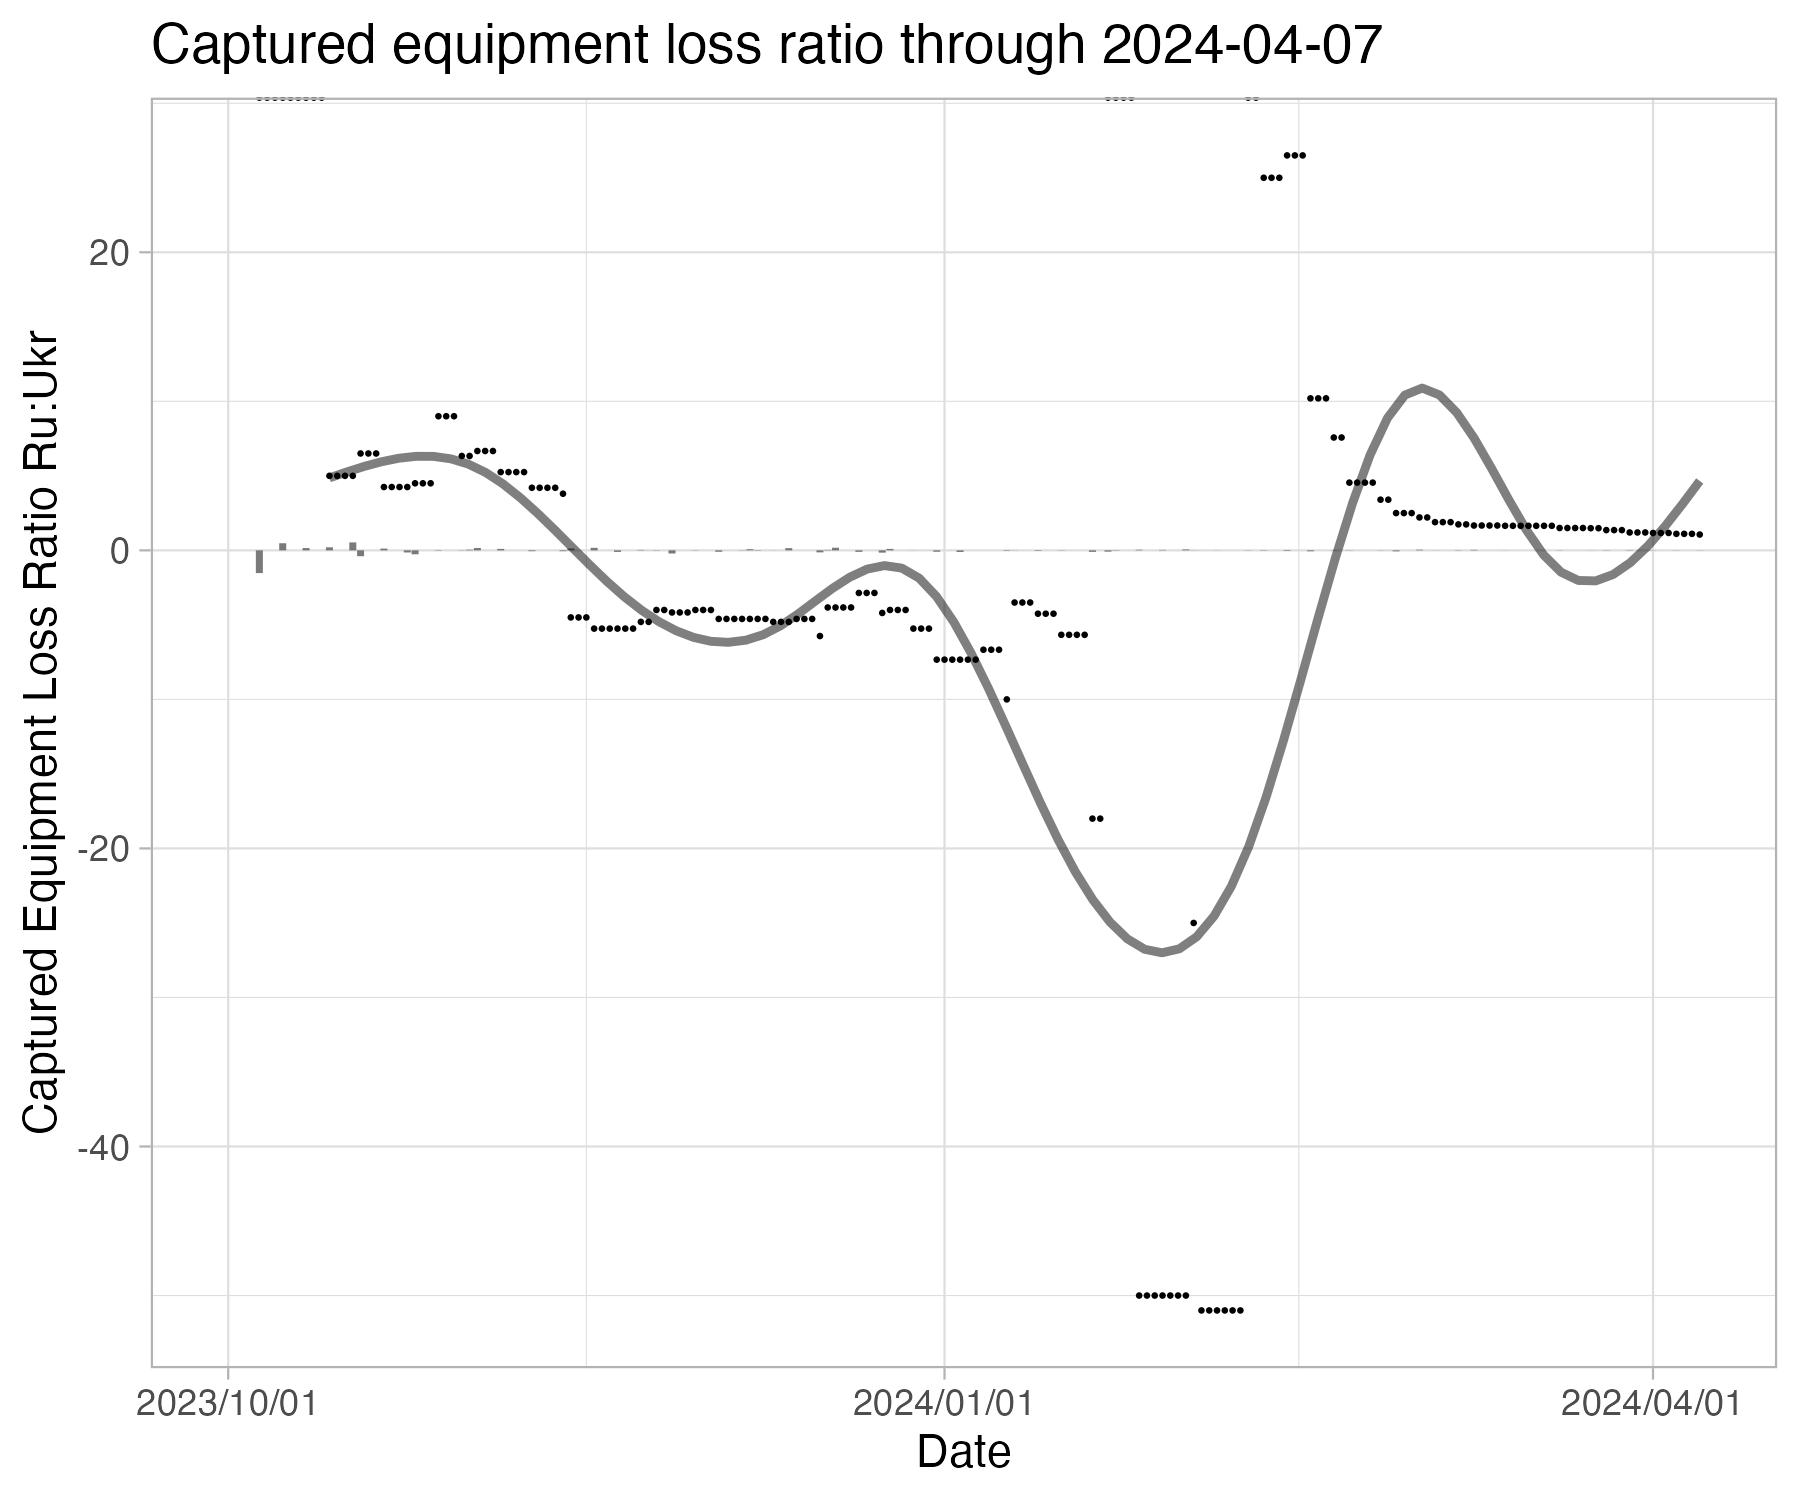 Captured equipment loss ratio through 2024-04-07
Captured Equipment Loss Ratio Ru:Ukr
20
0
-20
-40
2023/10/01
2024/01/01
2024/04/01
Date